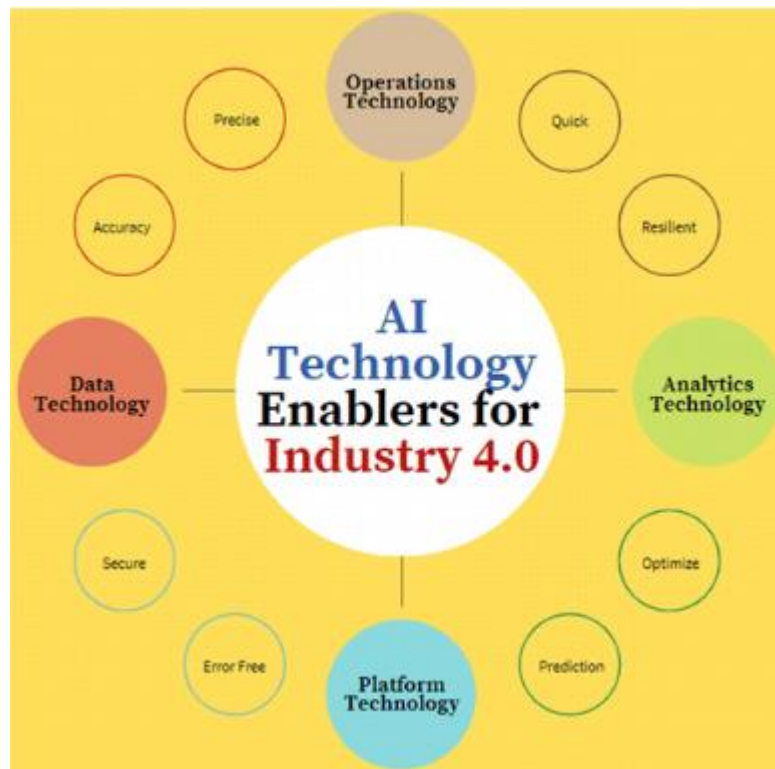 Operations
Technology
Precise
Quick
Accuracy
Resilient
AI
Technology
Enablers for
Industry 4.0
Data
Technology
Analytics
Technology
Secure
Optimize
Error Free
Prediction
Platform
Technology